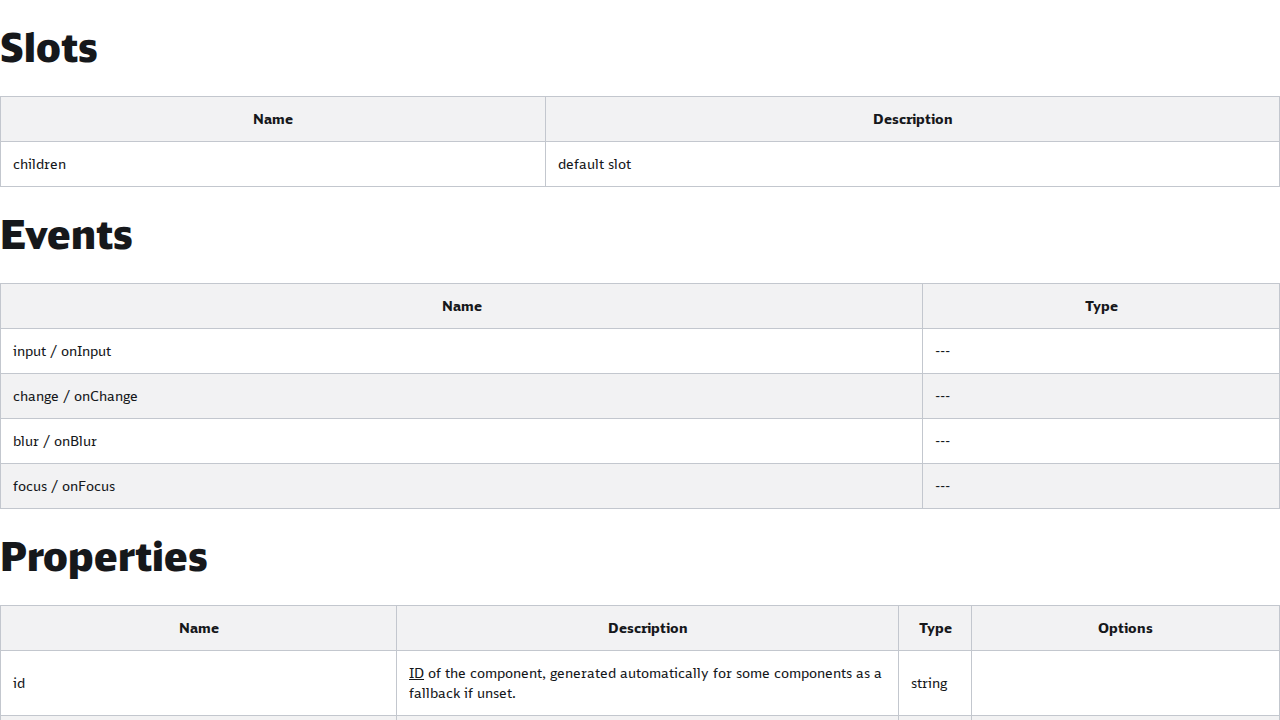 Slots
Name Description
children default slot
Events
Name Type
input / onInput ---
change / onChange ---
blur / onBlur ---
focus / onFocus ---
Properties
Name Description Type Options
id ID of the component, generated automatically for some components as a fallback if unset. string